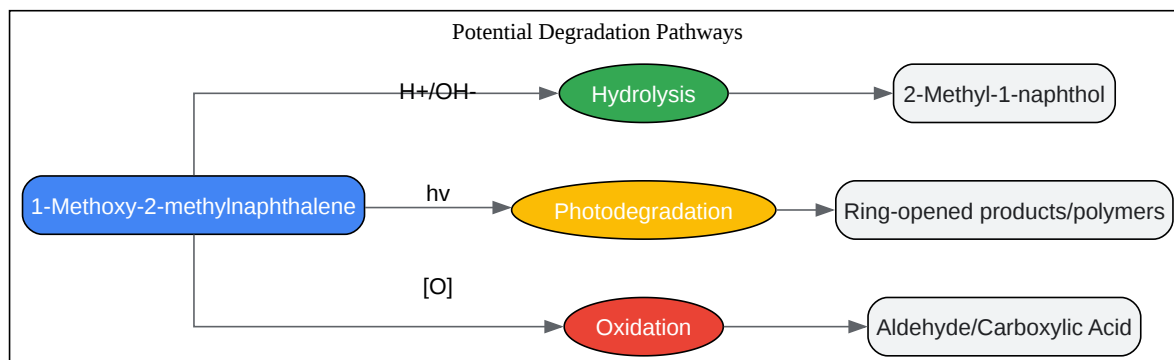 Potential Degradation Pathways
H+/OH-
Hydrolysis
2-Methyl-1-naphthol
1-Methoxy-2-methylnaphthalene
hv
Photodegradation
Ring-opened products/polymers
[O]
Oxidation
Aldehyde/Carboxylic Acid